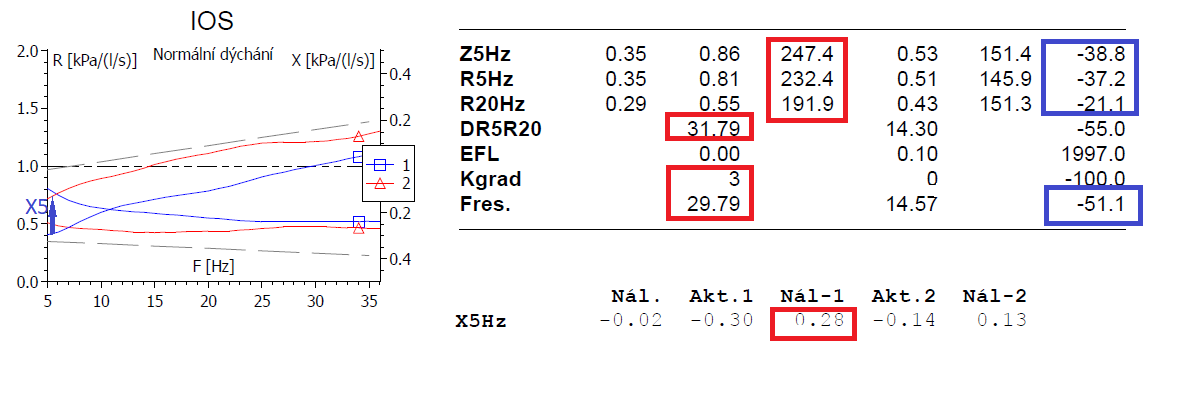 IOS
R [kPa/(l/s)] Normální dýchání X [kPa/(l/s)]
2.0
1.5
1.0
0.5
0.0
0.4
0.2
0.2
0.4
1
2
X5
F [Hz]
5 10 15 20 25 30 35
Z5Hz 0.35 0.86 247.4 0.53 151.4 -38.8
R5Hz 0.35 0.81 232.4 0.51 145.9 -37.2
R20Hz 0.29 0.55 191.9 0.43 151.3 -21.1
DR5R20 31.79 14.30 -55.0
EFL 0.00 0.10 1997.0
Kgrad 3 0 -100.0
Fres. 29.79 14.57 -51.1
Nál. Akt.1 Nál-1 Akt.2 Nál-2
X5Hz -0.02 -0.30 0.28 -0.14 0.13